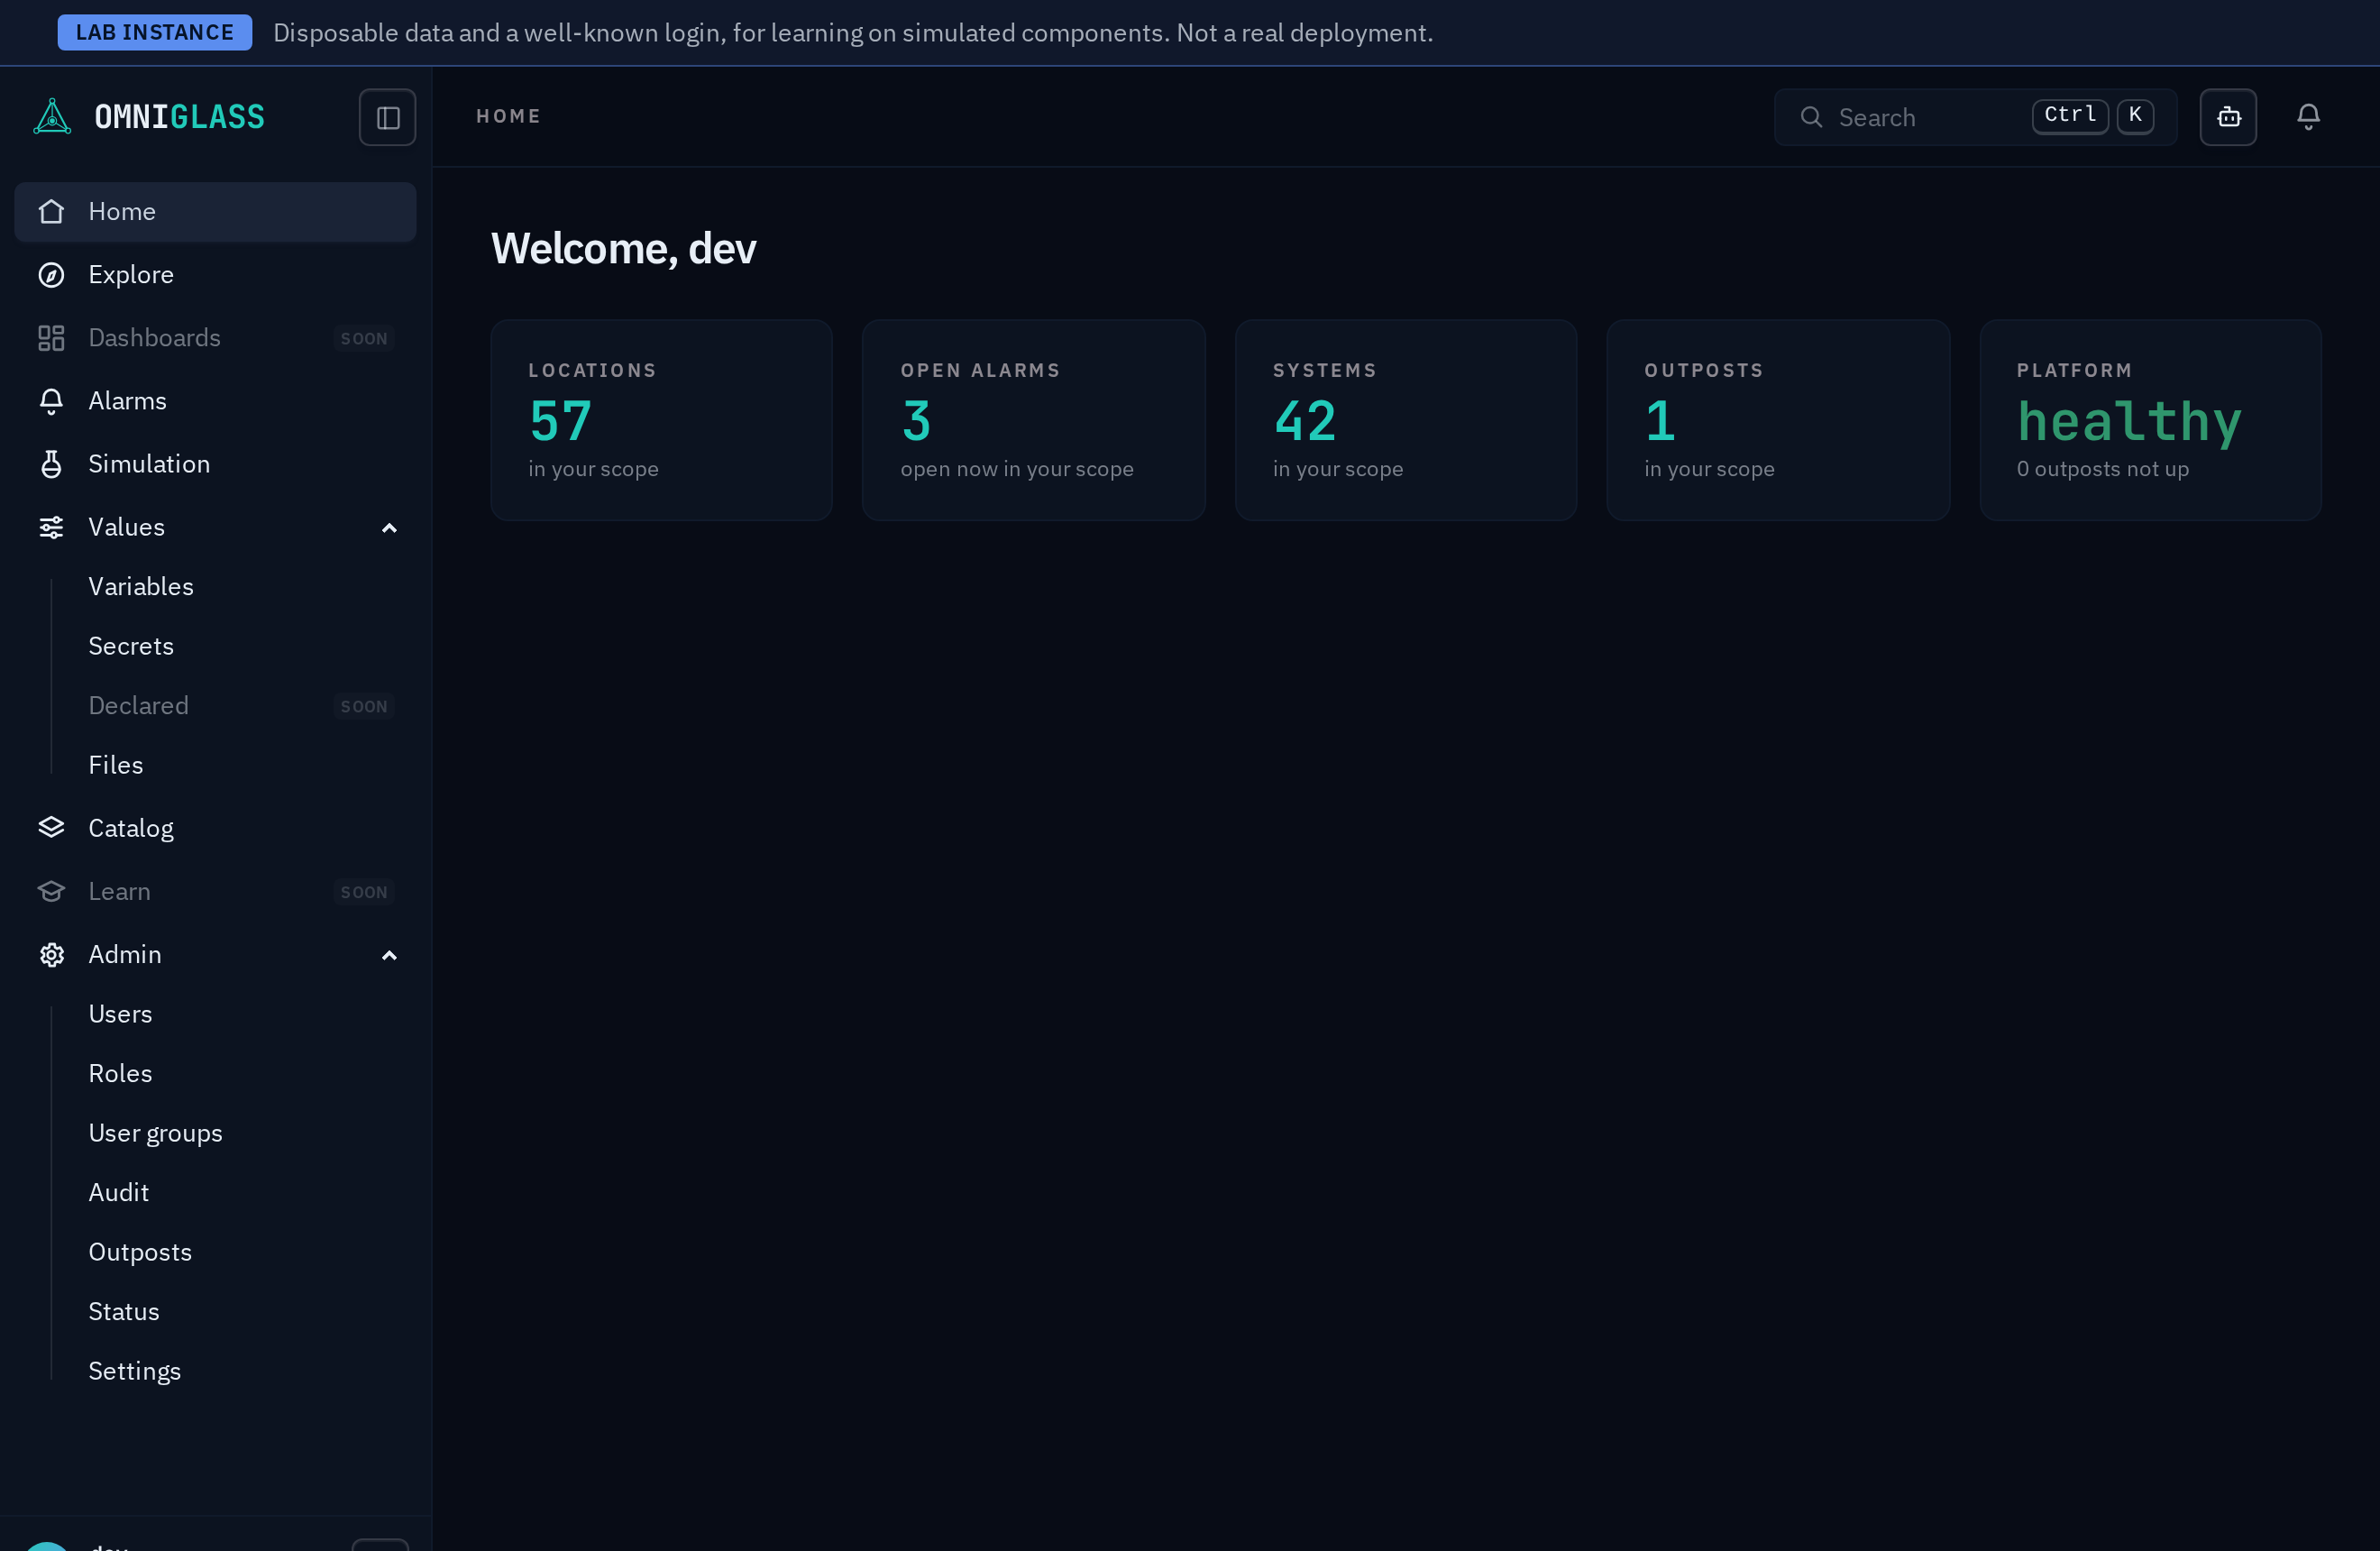 LAB INSTANCE Disposable data and a well-known login, for learning on simulated components. Not a real deployment.
OMNIGLASS
HOME
Search Ctrl K
Home
Explore
Dashboards SOON
Alarms
Simulation
Values
Variables
Secrets
Declared SOON
Files
Catalog
Learn SOON
Admin
Users
Roles
User groups
Audit
Outposts
Status
Settings
Welcome, dev
LOCATIONS
57
in your scope
OPEN ALARMS
3
open now in your scope
SYSTEMS
42
in your scope
OUTPOSTS
1
in your scope
PLATFORM
healthy
0 outposts not up